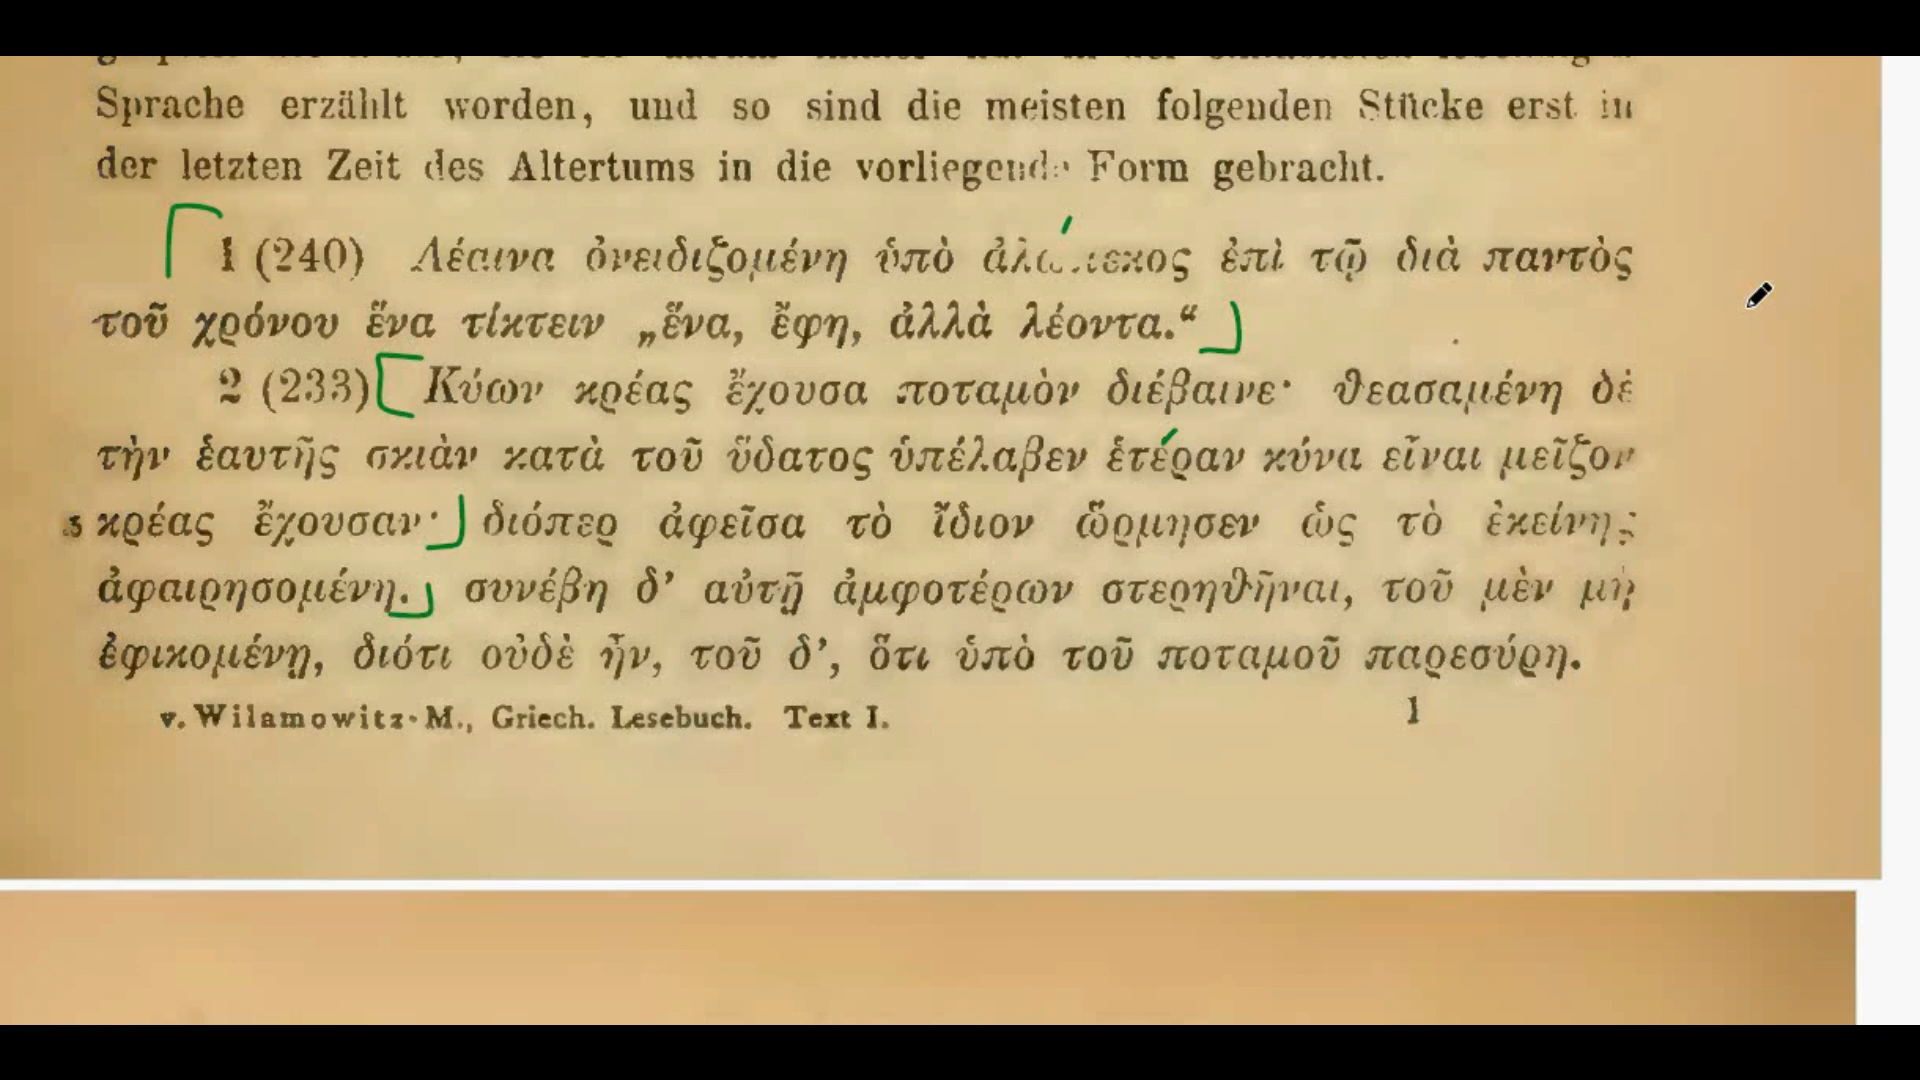 Sprache erzählt worden, und so sind die meisten folgenden Stücke erst in
der letzten Zeit des Altertums in die vorliegende Form gebracht.
1 (240) Λέαινα ὀνειδιζομένη ὑπὸ ἀλώπεκος ἐπὶ τῷ διὰ παντὸς
τοῦ χρόνου ἕνα τίκτειν „ἕνα, ἔφη, ἀλλὰ λέοντα.“
2 (233) Κύων κρέας ἔχουσα ποταμὸν διέβαινε· θεασαμένη δὲ
τὴν ἑαυτῆς σκιὰν κατὰ τοῦ ὕδατος ὑπέλαβεν ἑτέραν κύνα εἶναι μεῖζον
5 κρέας ἔχουσαν· διόπερ ἀφεῖσα τὸ ἴδιον ὥρμησεν ὡς τὸ ἐκείνης
ἀφαιρησομένη. συνέβη δ’ αὐτῇ ἀμφοτέρων στερηθῆναι, τοῦ μὲν μὴ
ἐφικομένῃ, διότι οὐδὲ ἦν, τοῦ δ’, ὅτι ὑπὸ τοῦ ποταμοῦ παρεσύρη.
v. Wilamowitz-M., Griech. Lesebuch. Text I. 1